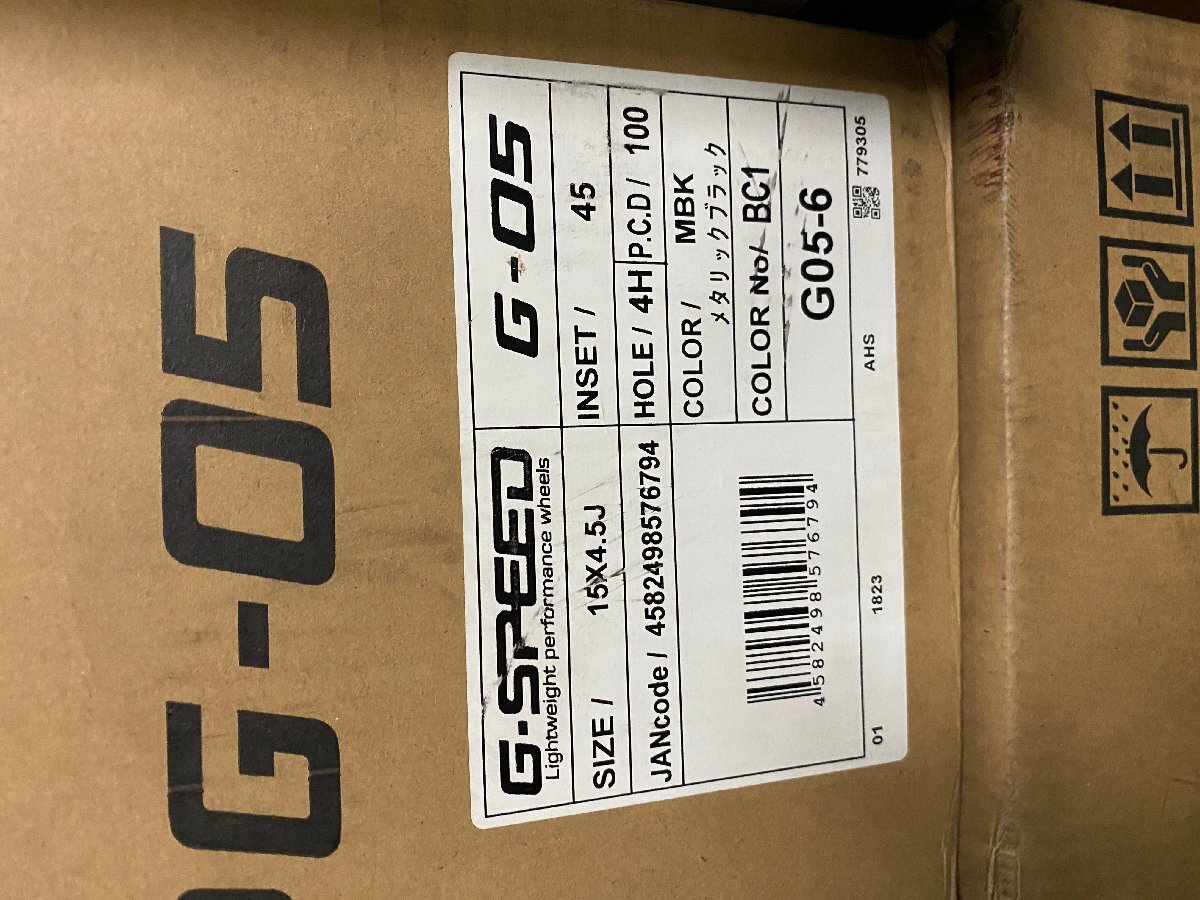 G-05
G-SPEED
Lightweight performance wheels
G-05
SIZE / 15X4.5J
INSET / 45
JANcode / 4582498576794
HOLE / 4H
P.C.D / 100
COLOR / MBK
メタリックブラック
COLOR No/ BC1
G05-6
4582498576794
01 1823 AHS 779305